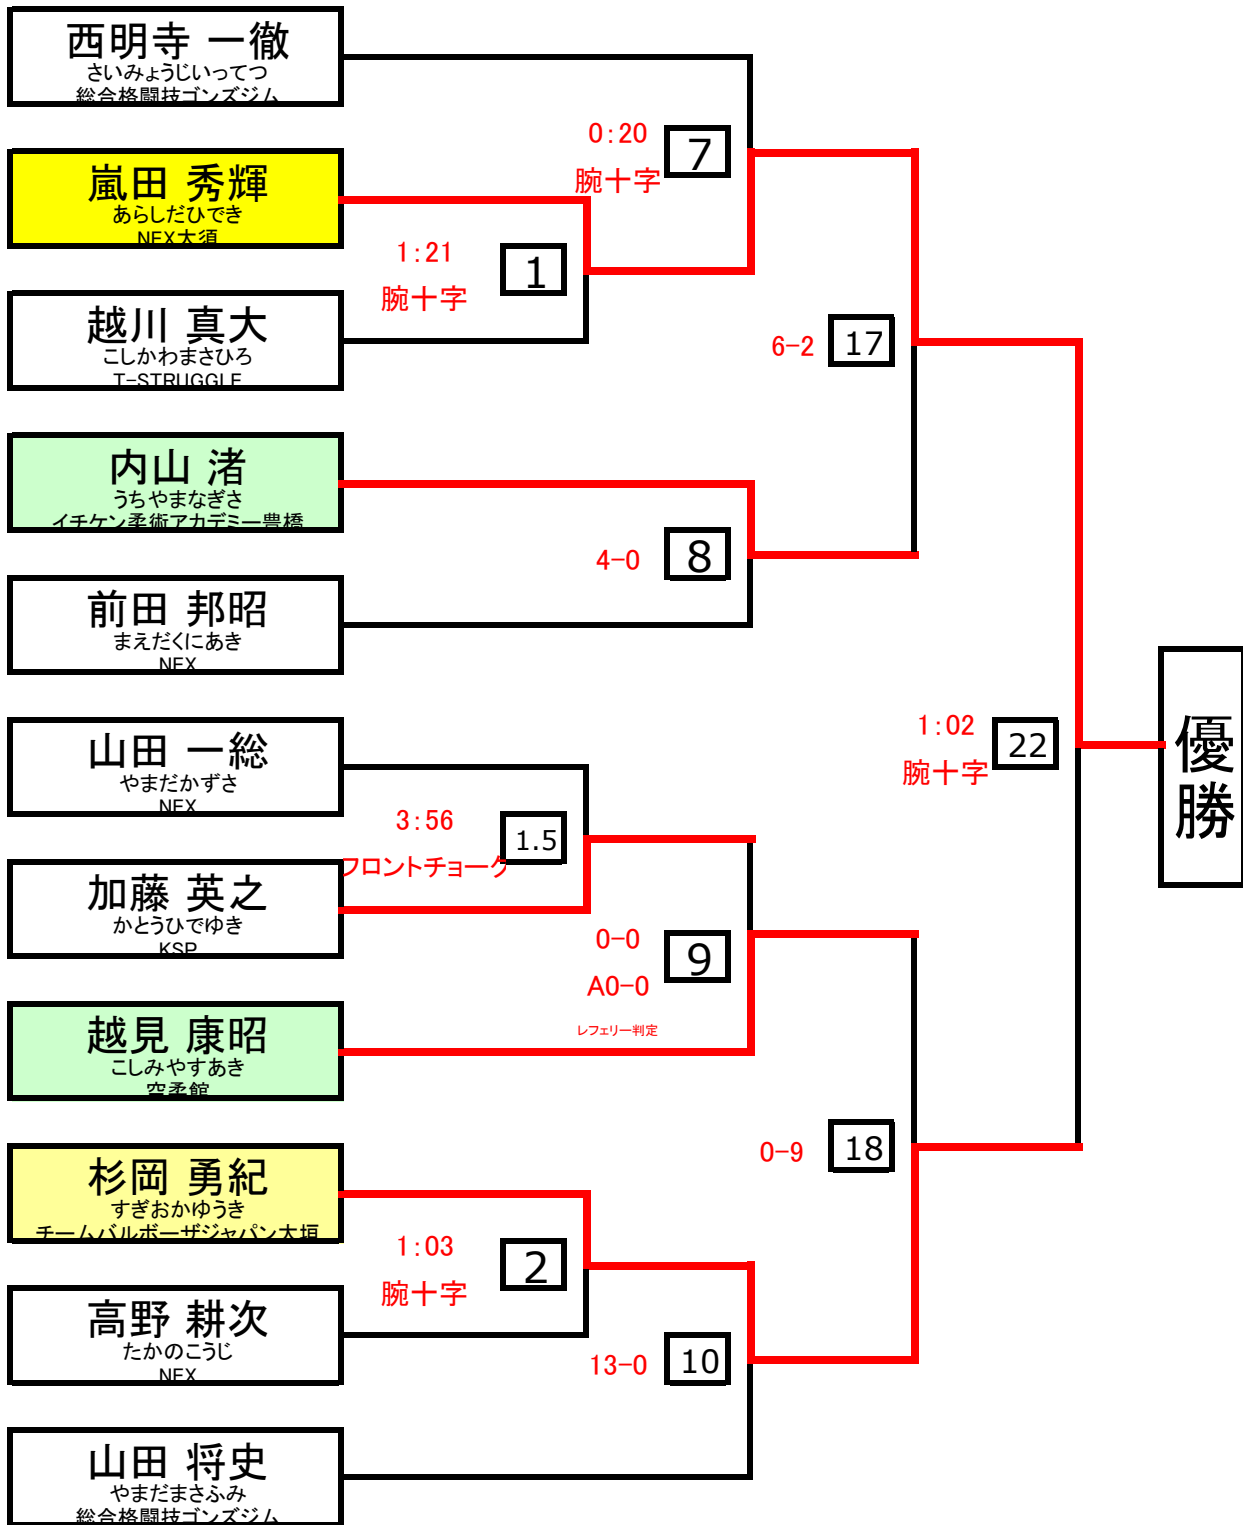 西明寺 一徹
さいみょうじいってつ
総合格闘技ゴンズジム
0:20
腕十字
7
嵐田 秀輝
あらしだひでき
NEX大須
1:21
腕十字
1
越川 真大
こしかわまさひろ
T-STRUGGLE
6-2
17
内山 渚
うちやまなぎさ
イチケン柔術アカデミー豊橋
4-0
8
前田 邦昭
まえだくにあき
NEX
山田 一総
やまだかずさ
NEX
1:02
腕十字
22
優勝
3:56
フロントチョーク
1.5
加藤 英之
かとうひでゆき
KSP
0-0
A0-0
レフェリー判定
9
越見 康昭
こしみやすあき
空柔館
0-9
18
杉岡 勇紀
すぎおかゆうき
チームバルボーザジャパン大垣
1:03
腕十字
2
高野 耕次
たかのこうじ
NEX
13-0
10
山田 将史
やまだまさふみ
総合格闘技ゴンズジム